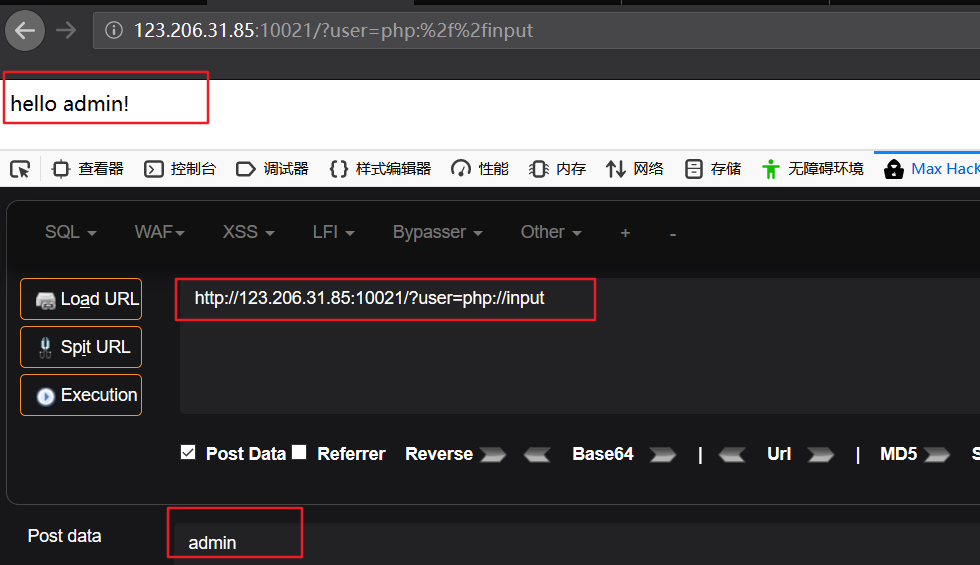 123.206.31.85:10021/?user=php:%2f%2finput
hello admin!
查看器 控制台 调试器 {} 样式编辑器 性能 内存 网络 存储 无障碍环境 Max HacK
SQL WAF XSS LFI Bypasser Other + -
Load URL http://123.206.31.85:10021/?user=php://input
Spit URL
Execution
Post Data Referrer Reverse Base64 | Url | MD5 S
Post data admin